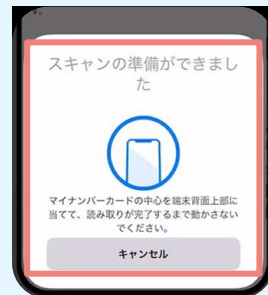 スキャンの準備ができまし
た
マイナンバーカードの中心を端末背面上部に
当てて、読み取りが完了するまで動かさない
でください。
キャンセル